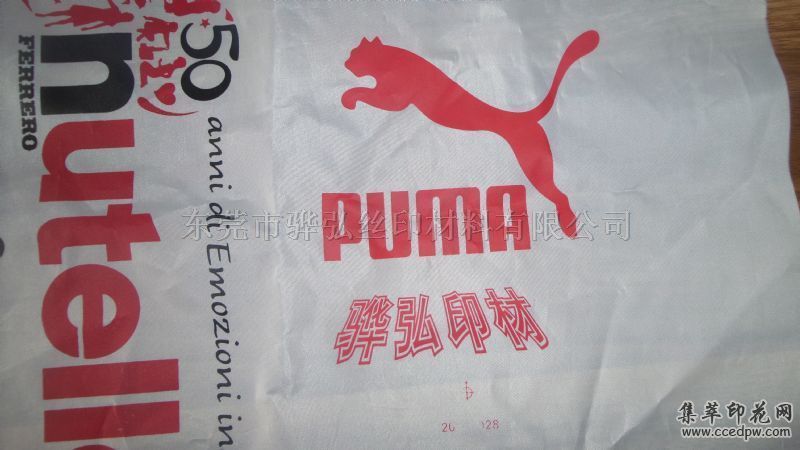 50
anni di Emozioni in
FERRERO
nutell
PUMA
东莞市骅弘丝印材料有限公司
骅弘印材
集萃印花网
www.ccedpw.com